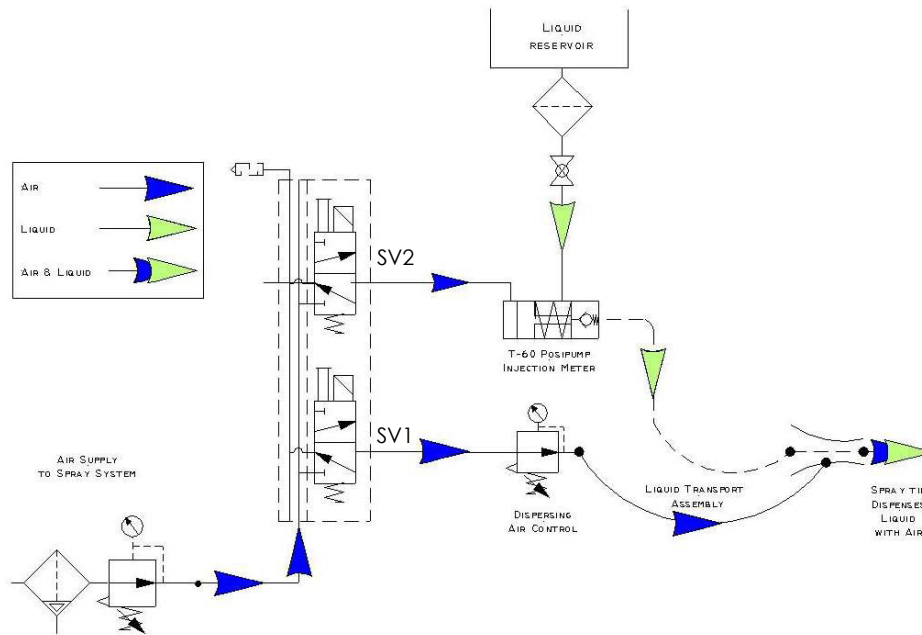 LIQUID
RESERVOIR
AIR
LIQUID
AIR & LIQUID
SV2
T-60 POSIPUMP
INJECTION METER
SV1
AIR SUPPLY
TO SPRAY SYSTEM
DISPERSING
AIR CONTROL
LIQUID TRANSPORT
ASSEMBLY
SPRAY TI
DISPENSES
LIQUID
WITH AIR